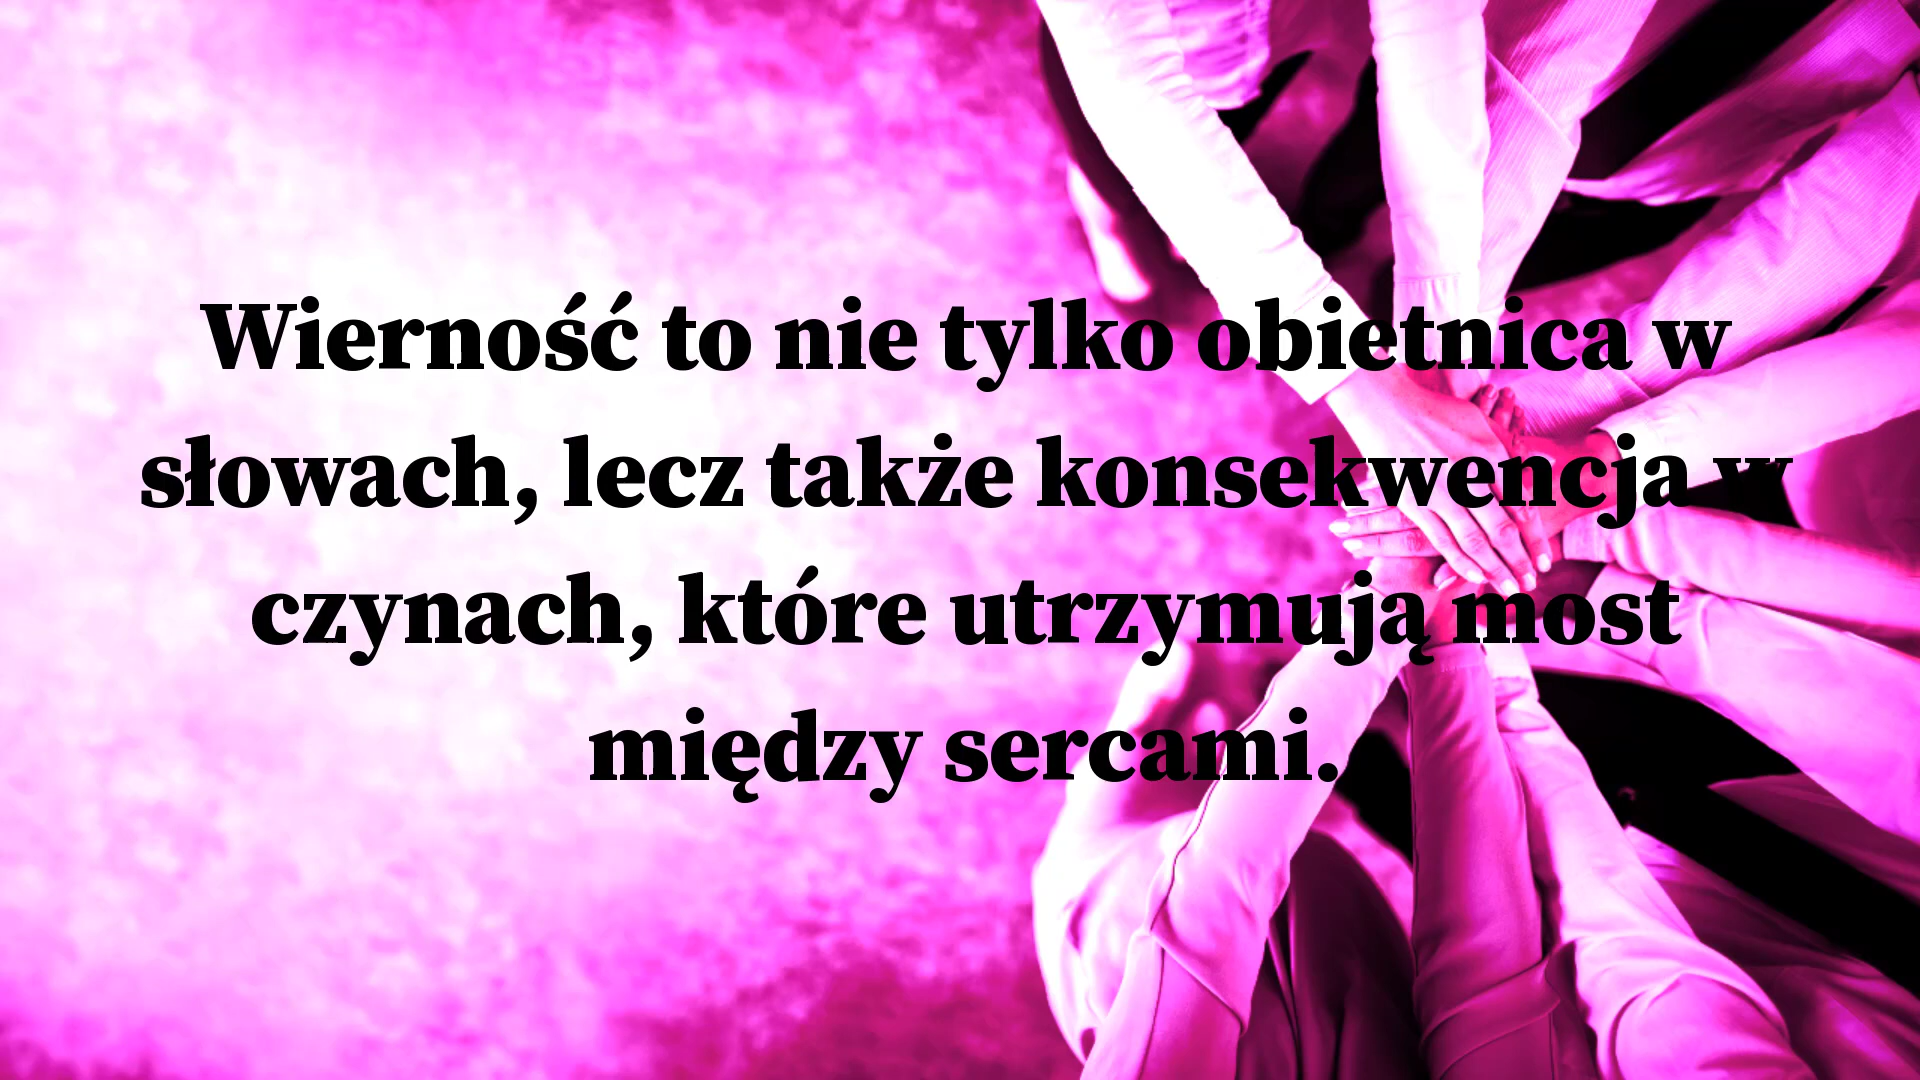 Wierność to nie tylko obietnica w
słowach, lecz także konsekwencja w
czynach, które utrzymują most
między sercami.